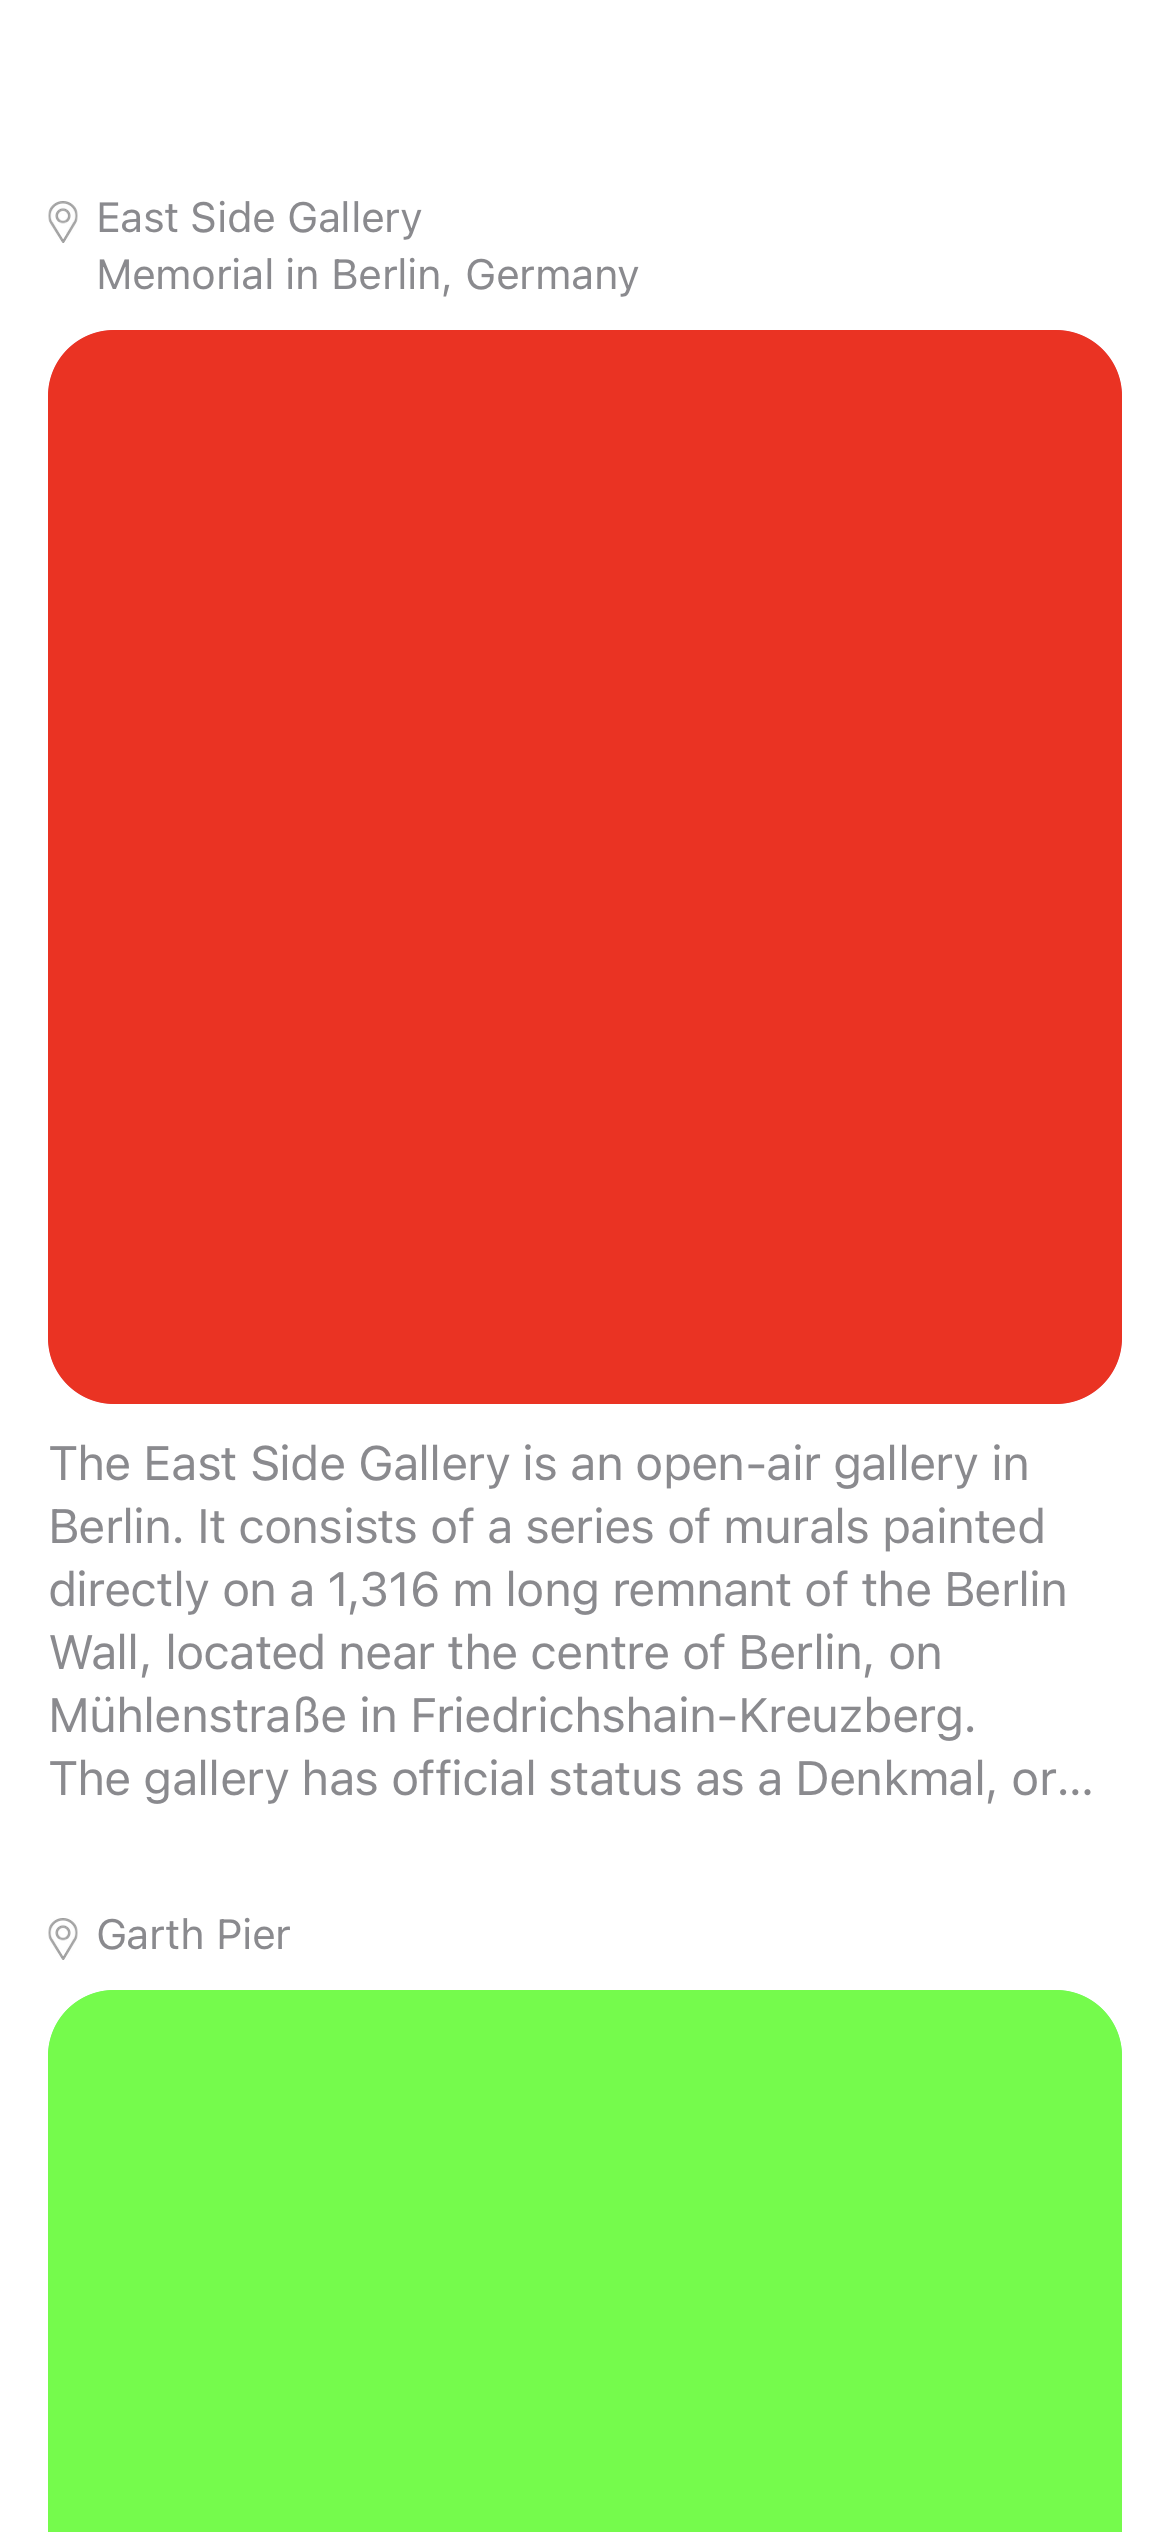 East Side Gallery
Memorial in Berlin, Germany
The East Side Gallery is an open-air gallery in
Berlin. It consists of a series of murals painted
directly on a 1,316 m long remnant of the Berlin
Wall, located near the centre of Berlin, on
Mühlenstraße in Friedrichshain-Kreuzberg.
The gallery has official status as a Denkmal, or…
Garth Pier